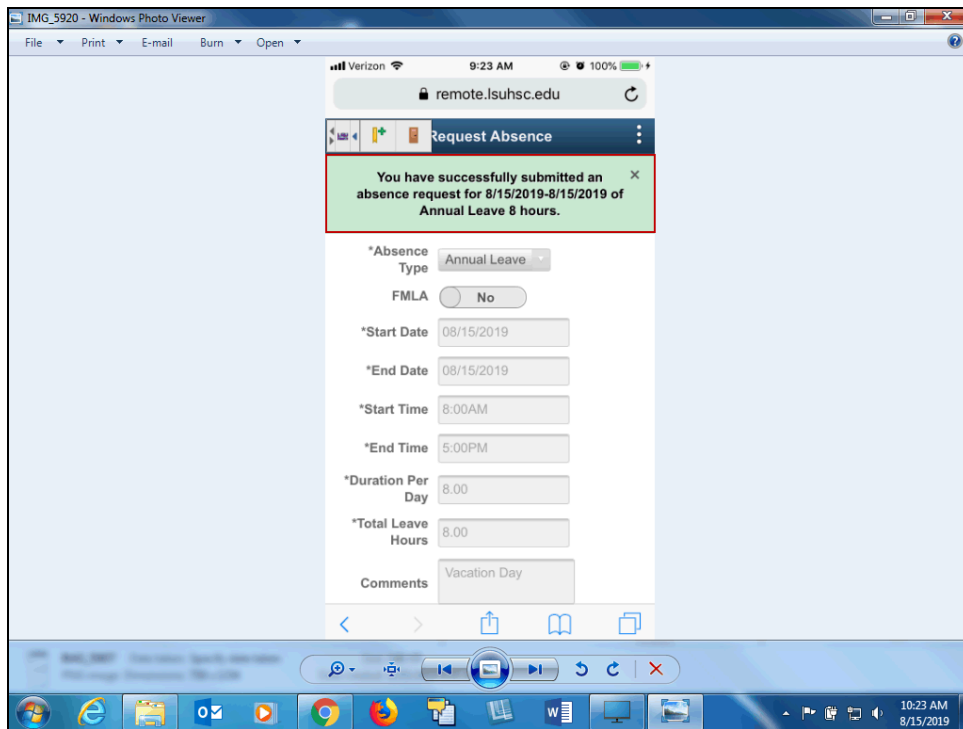 IMG_5920 - Windows Photo Viewer
File Print E-mail Burn Open
Verizon 9:23 AM 100%
remote.lsuhsc.edu
Request Absence
You have successfully submitted an
absence request for 8/15/2019-8/15/2019 of
Annual Leave 8 hours.
*Absence
Type
Annual Leave
FMLA No
*Start Date 08/15/2019
*End Date 08/15/2019
*Start Time 8:00AM
*End Time 5:00PM
*Duration Per
Day
8.00
*Total Leave
Hours
8.00
Comments
Vacation Day
10:23 AM
8/15/2019